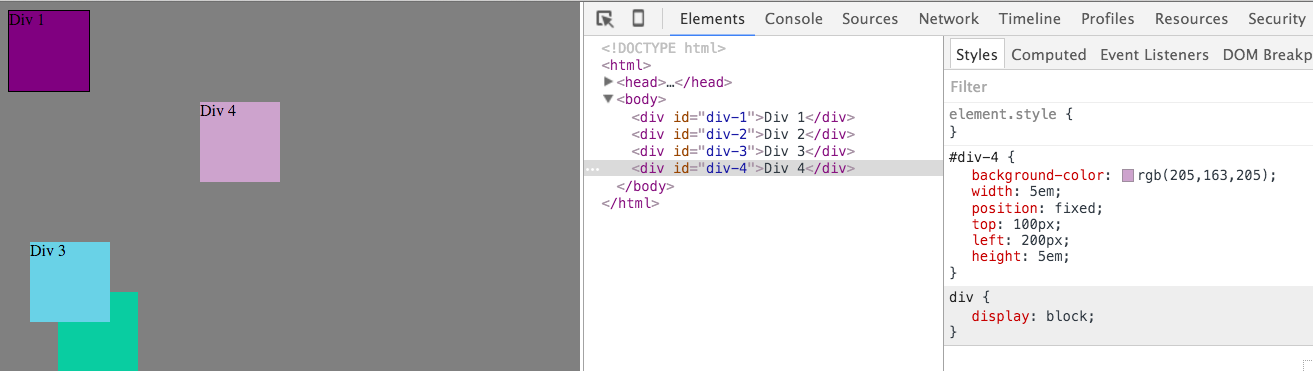 Div 1
Div 4
Div 3
Elements Console Sources Network Timeline Profiles Resources Security
<!DOCTYPE html>
<html>
<head>…</head>
<body>
<div id="div-1">Div 1</div>
<div id="div-2">Div 2</div>
<div id="div-3">Div 3</div>
<div id="div-4">Div 4</div>
</body>
</html>
Styles Computed Event Listeners DOM Breakp
Filter
element.style {
}
#div-4 {
background-color: rgb(205,163,205);
width: 5em;
position: fixed;
top: 100px;
left: 200px;
height: 5em;
}
div {
display: block;
}